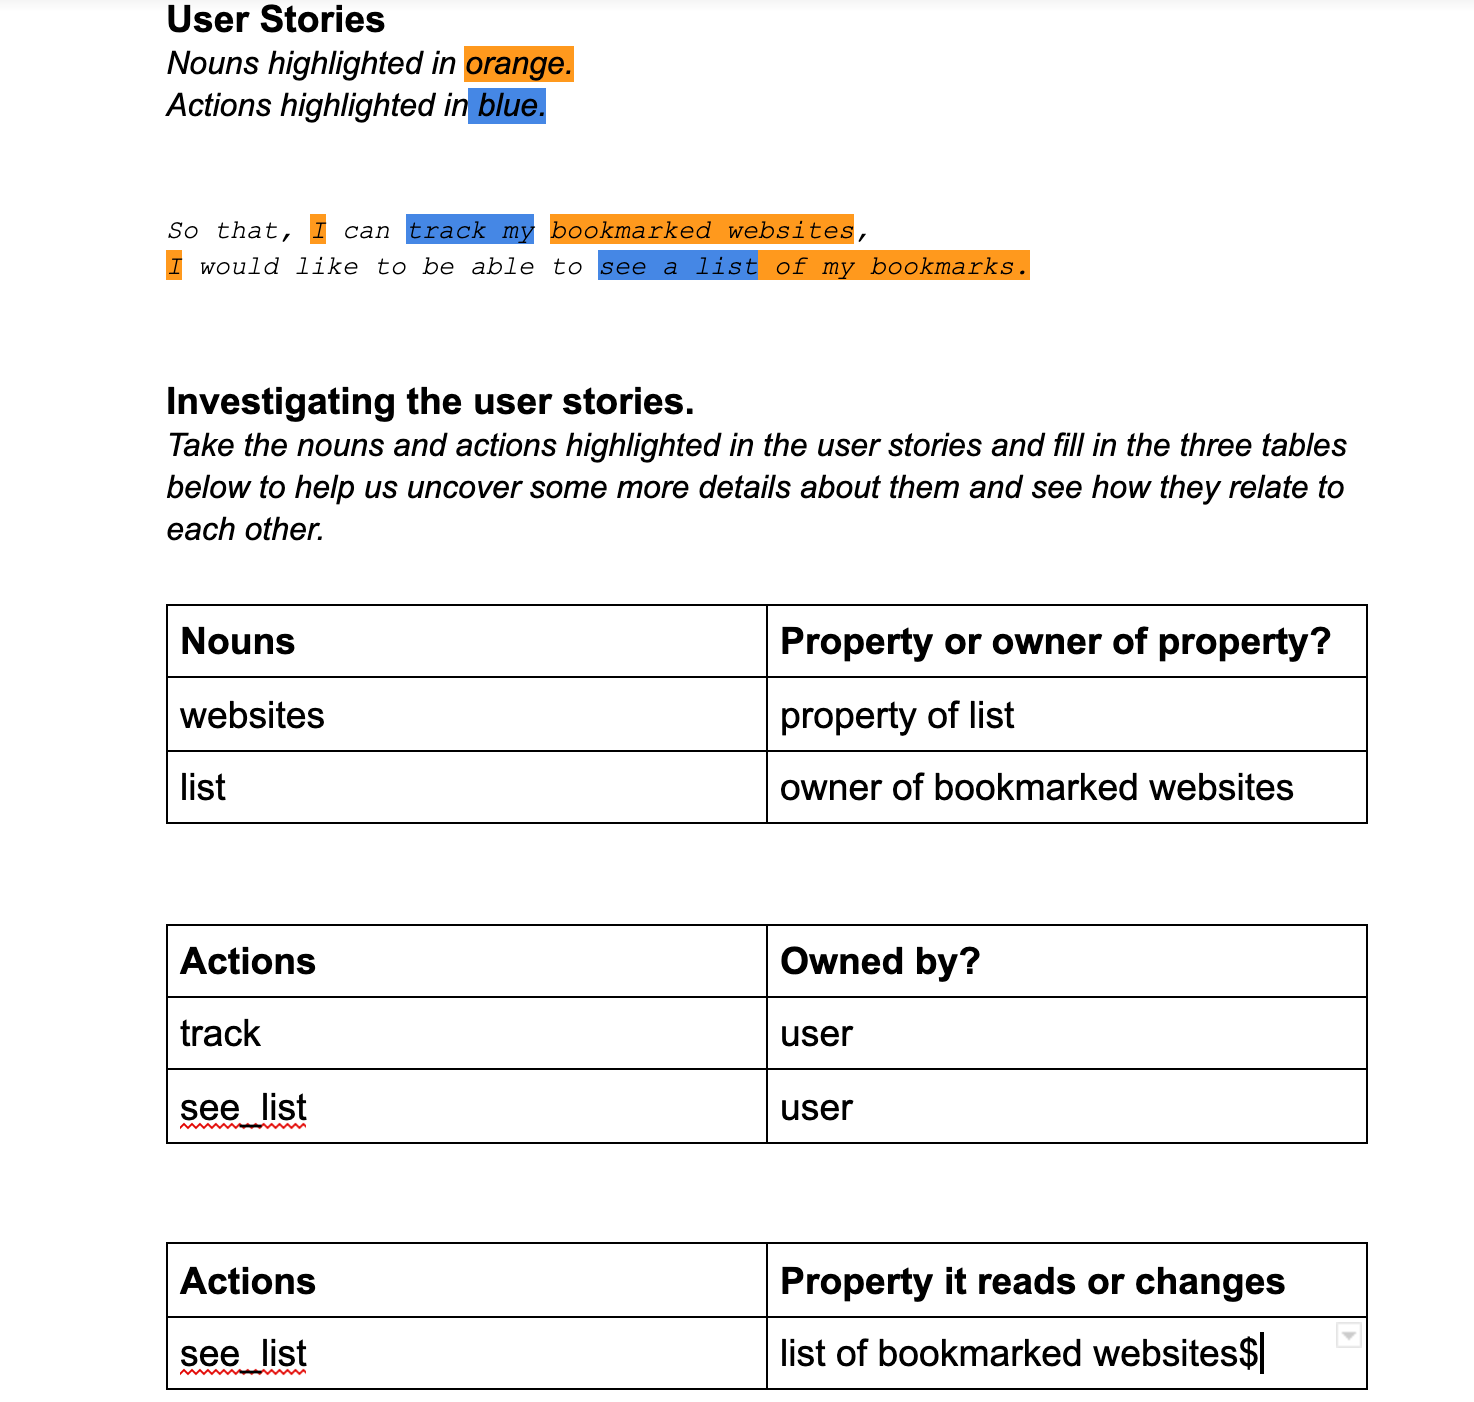 User Stories
Nouns highlighted in orange.
Actions highlighted in blue.
So that, I can track my bookmarked websites,
I would like to be able to see a list of my bookmarks.
Investigating the user stories.
Take the nouns and actions highlighted in the user stories and fill in the three tables
below to help us uncover some more details about them and see how they relate to
each other.
Nouns Property or owner of property?
websites property of list
list owner of bookmarked websites
Actions Owned by?
track user
see_list user
Actions Property it reads or changes
see_list list of bookmarked websites$